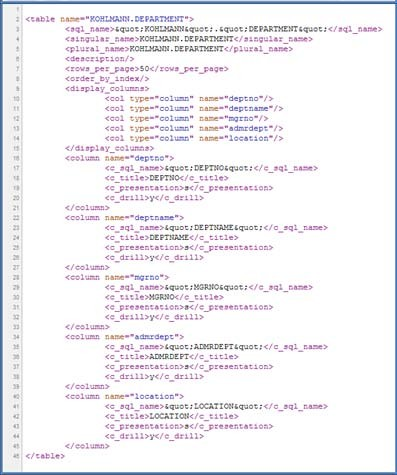 1
2 <table name="KOHLMANN.DEPARTMENT">
3 <sql_name>&quot;KOHLMANN&quot;.&quot;DEPARTMENT&quot;</sql_name>
4 <singular_name>KOHLMANN.DEPARTMENT</singular_name>
5 <plural_name>KOHLMANN.DEPARTMENT</plural_name>
6 <description/>
7 <rows_per_page>50</rows_per_page>
8 <order_by_index/>
9 <display_columns>
10 <col type="column" name="deptno"/>
11 <col type="column" name="deptname"/>
12 <col type="column" name="mgrno"/>
13 <col type="column" name="admrdept"/>
14 <col type="column" name="location"/>
15 </display_columns>
16 <column name="deptno">
17 <c_sql_name>&quot;DEPTNO&quot;</c_sql_name>
18 <c_title>DEPTNO</c_title>
19 <c_presentation>s</c_presentation>
20 <c_drill>y</c_drill>
21 </column>
22 <column name="deptname">
23 <c_sql_name>&quot;DEPTNAME&quot;</c_sql_name>
24 <c_title>DEPTNAME</c_title>
25 <c_presentation>s</c_presentation>
26 <c_drill>y</c_drill>
27 </column>
28 <column name="mgrno">
29 <c_sql_name>&quot;MGRNO&quot;</c_sql_name>
30 <c_title>MGRNO</c_title>
31 <c_presentation>s</c_presentation>
32 <c_drill>y</c_drill>
33 </column>
34 <column name="admrdept">
35 <c_sql_name>&quot;ADMRDEPT&quot;</c_sql_name>
36 <c_title>ADMRDEPT</c_title>
37 <c_presentation>s</c_presentation>
38 <c_drill>y</c_drill>
39 </column>
40 <column name="location">
41 <c_sql_name>&quot;LOCATION&quot;</c_sql_name>
42 <c_title>LOCATION</c_title>
43 <c_presentation>s</c_presentation>
44 <c_drill>y</c_drill>
45 </column>
46 </table>